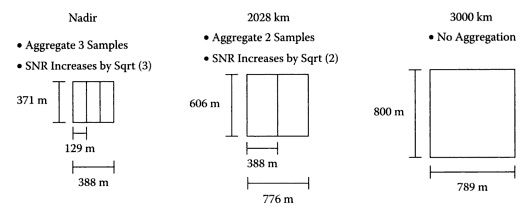 Nadir
• Aggregate 3 Samples
• SNR Increases by Sqrt (3)
371 m
129 m
388 m
2028 km
• Aggregate 2 Samples
• SNR Increases by Sqrt (2)
606 m
388 m
776 m
3000 km
• No Aggregation
800 m
789 m